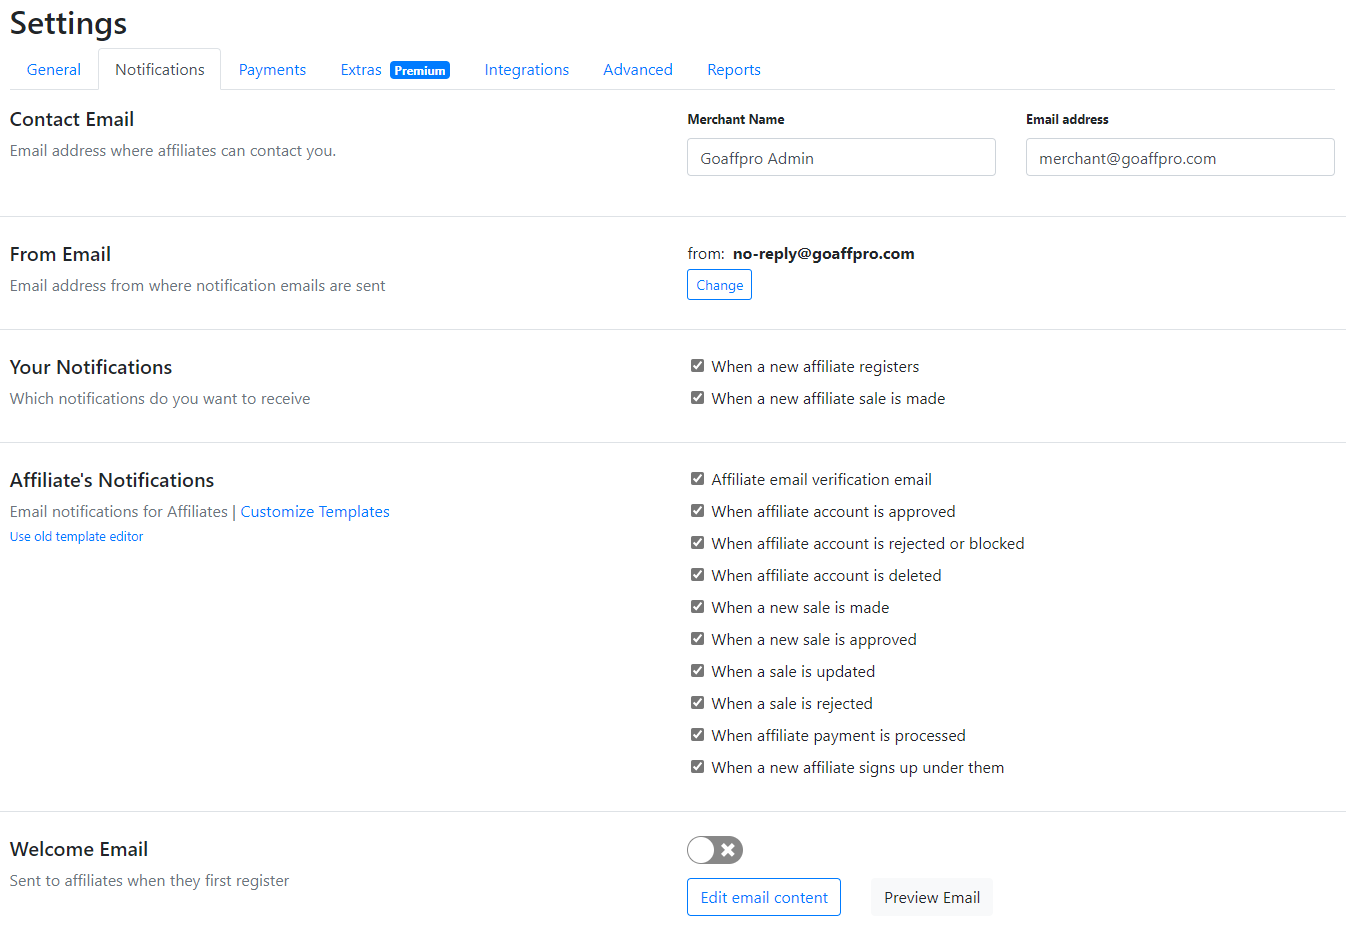 Settings
General Notifications Payments Extras Premium Integrations Advanced Reports
Contact Email
Email address where affiliates can contact you.
Merchant Name
Goaffpro Admin
Email address
merchant@goaffpro.com
From Email
Email address from where notification emails are sent
from: no-reply@goaffpro.com
Change
Your Notifications
Which notifications do you want to receive
When a new affiliate registers
When a new affiliate sale is made
Affiliate's Notifications
Email notifications for Affiliates | Customize Templates
Use old template editor
Affiliate email verification email
When affiliate account is approved
When affiliate account is rejected or blocked
When affiliate account is deleted
When a new sale is made
When a new sale is approved
When a sale is updated
When a sale is rejected
When affiliate payment is processed
When a new affiliate signs up under them
Welcome Email
Sent to affiliates when they first register
Edit email content
Preview Email